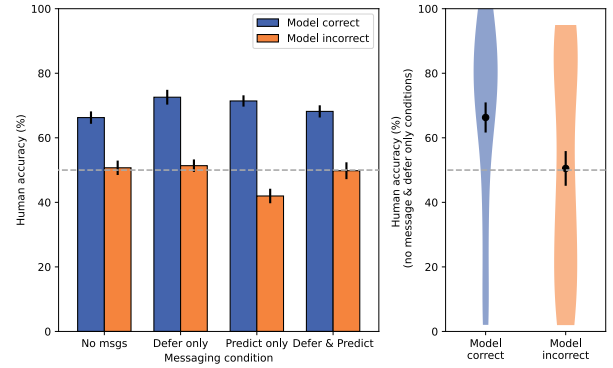 100
80
60
40
20
0
Human accuracy (%)
Model correct
Model incorrect
No msgs
Defer only
Predict only
Defer & Predict
Messaging condition
100
80
60
40
20
0
Human accuracy (%)
(no message & defer only conditions)
Model
correct
Model
incorrect